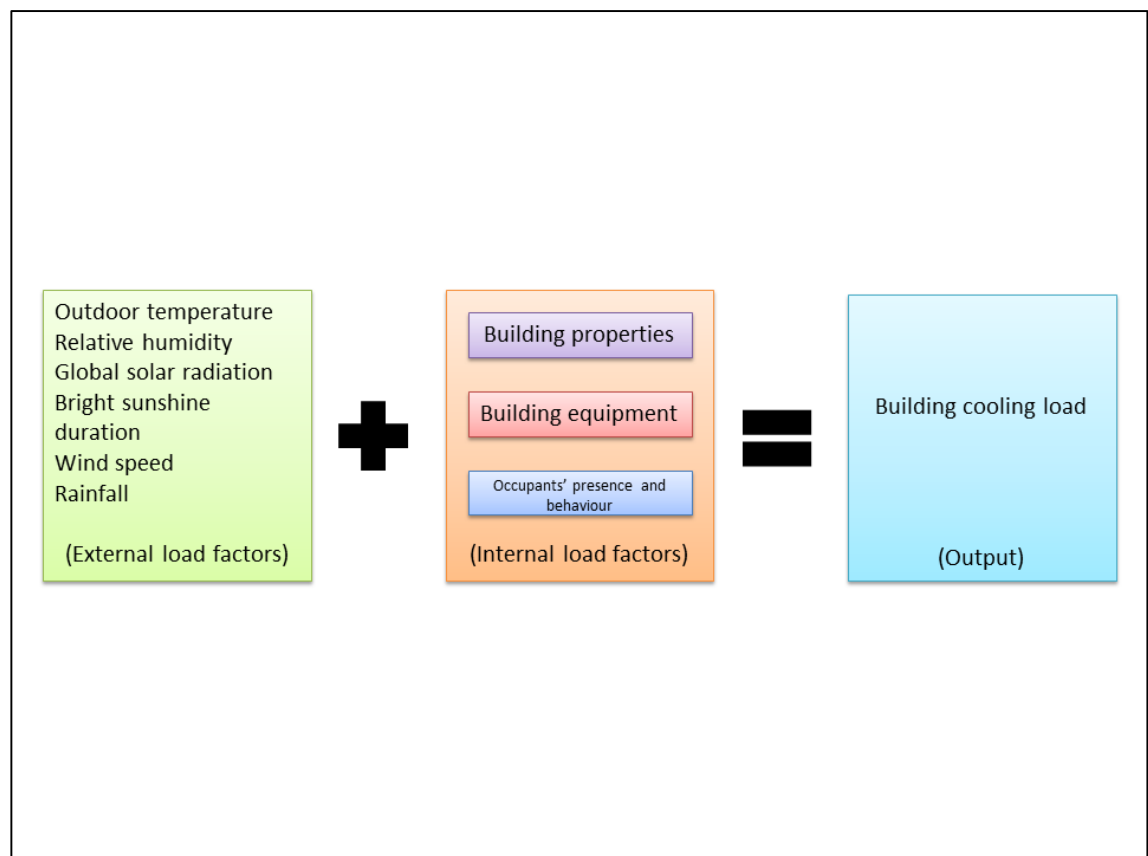 Outdoor temperature
Relative humidity
Global solar radiation
Bright sunshine
duration
Wind speed
Rainfall
(External load factors)
Building properties
Building equipment
Occupants’ presence and
behaviour
(Internal load factors)
Building cooling load
(Output)